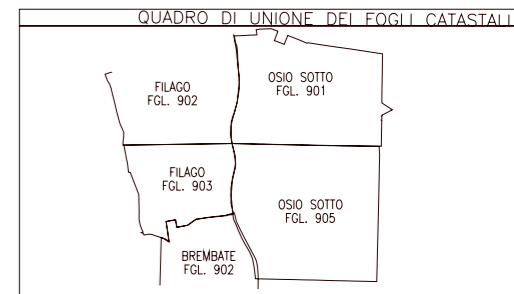 QUADRO DI UNIONE DEI FOGLI CATASTALI
FILAGO
FGL. 902
OSIO SOTTO
FGL. 901
FILAGO
FGL. 903
OSIO SOTTO
FGL. 905
BREMBATE
FGL. 902